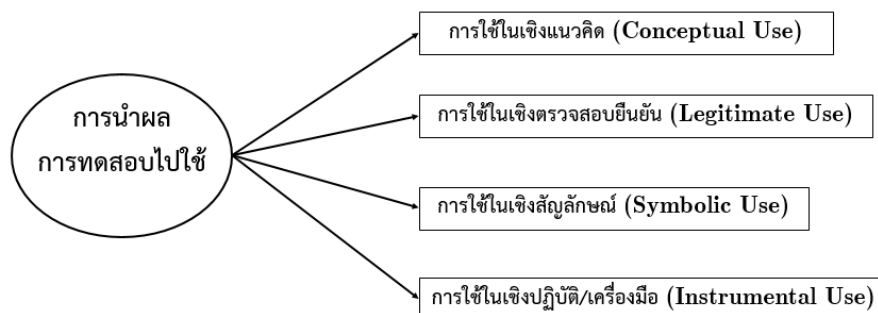 การใช้ในเชิงแนวคิด (Conceptual Use)
การนำผล
การทดสอบไปใช้
การใช้ในเชิงตรวจสอบยืนยัน (Legitimate Use)
การใช้ในเชิงสัญลักษณ์ (Symbolic Use)
การใช้ในเชิงปฏิบัติ/เครื่องมือ (Instrumental Use)